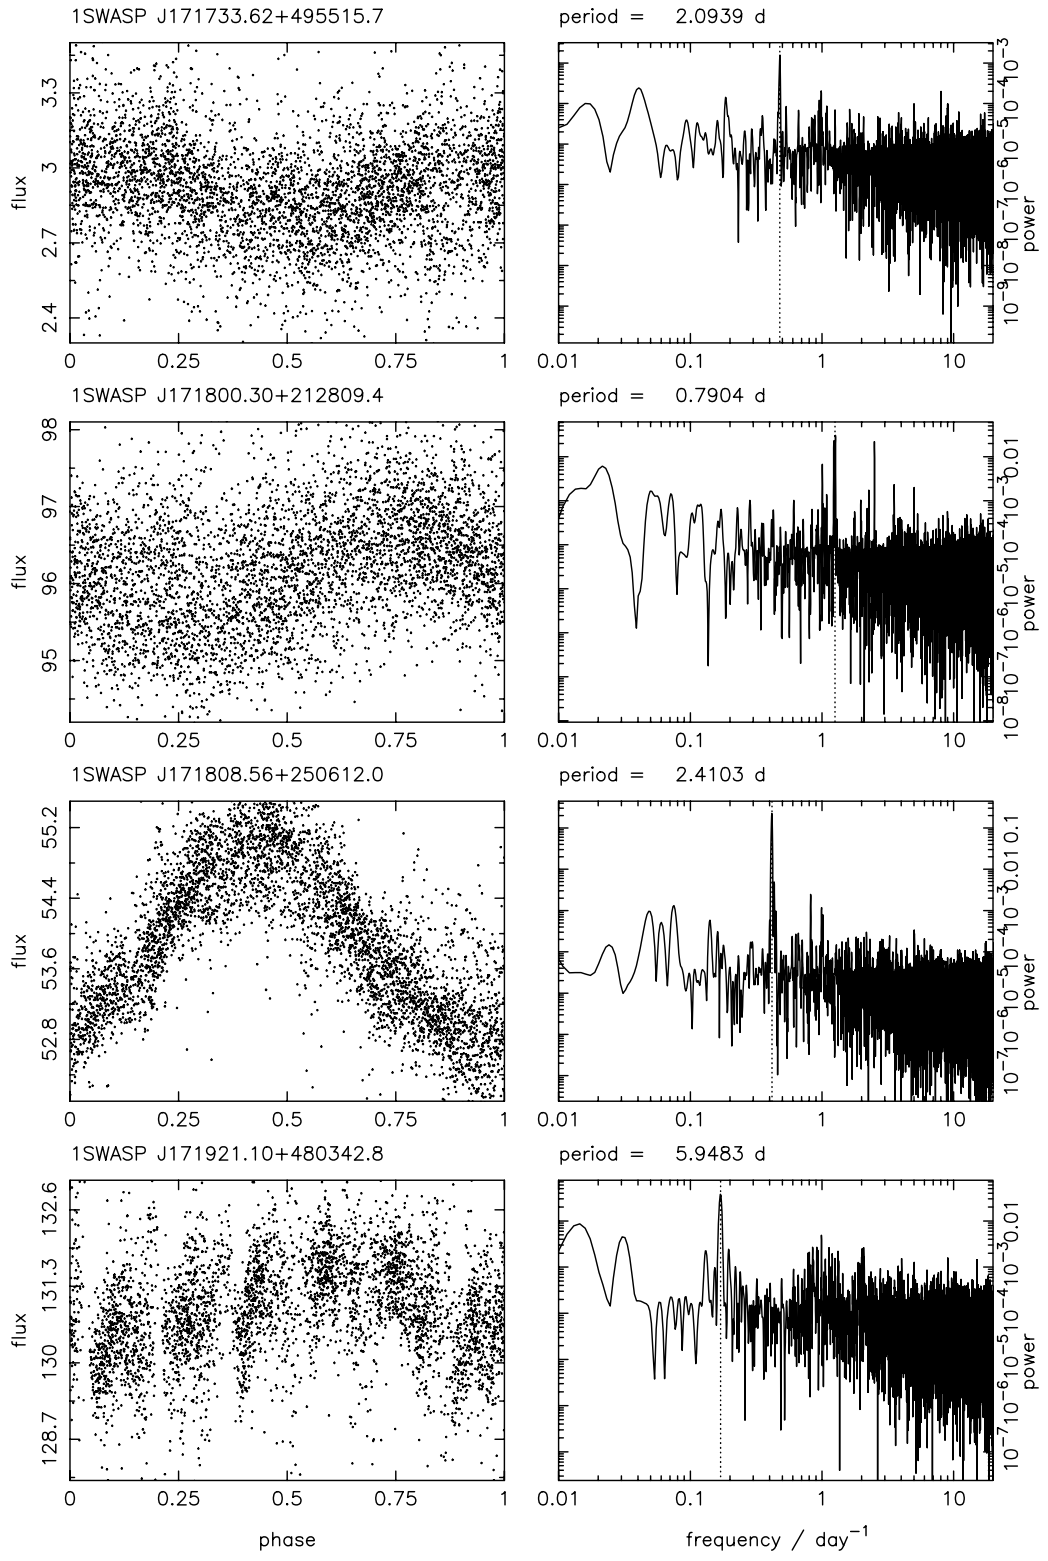 1SWASP J171733.62+495515.7 period = 2.0939 d
flux
3.3
3
2.7
2.4
0 0.25 0.5 0.75 1
10⁻³
10⁻⁴
10⁻⁵
10⁻⁶
10⁻⁷
10⁻⁸
10⁻⁹
power
0.01 0.1 1 10
1SWASP J171800.30+212809.4 period = 0.7904 d
flux
98
97
96
95
0 0.25 0.5 0.75 1
0.01
10⁻³
10⁻⁴
10⁻⁵
10⁻⁶
10⁻⁷
10⁻⁸
power
0.01 0.1 1 10
1SWASP J171808.56+250612.0 period = 2.4103 d
flux
55.2
54.4
53.6
52.8
0 0.25 0.5 0.75 1
0.1
0.01
10⁻³
10⁻⁴
10⁻⁵
10⁻⁶
10⁻⁷
power
0.01 0.1 1 10
1SWASP J171921.10+480342.8 period = 5.9483 d
flux
132.6
131.3
130
128.7
0 0.25 0.5 0.75 1
0.01
10⁻³
10⁻⁴
10⁻⁵
10⁻⁶
10⁻⁷
power
0.01 0.1 1 10
phase frequency / day⁻¹